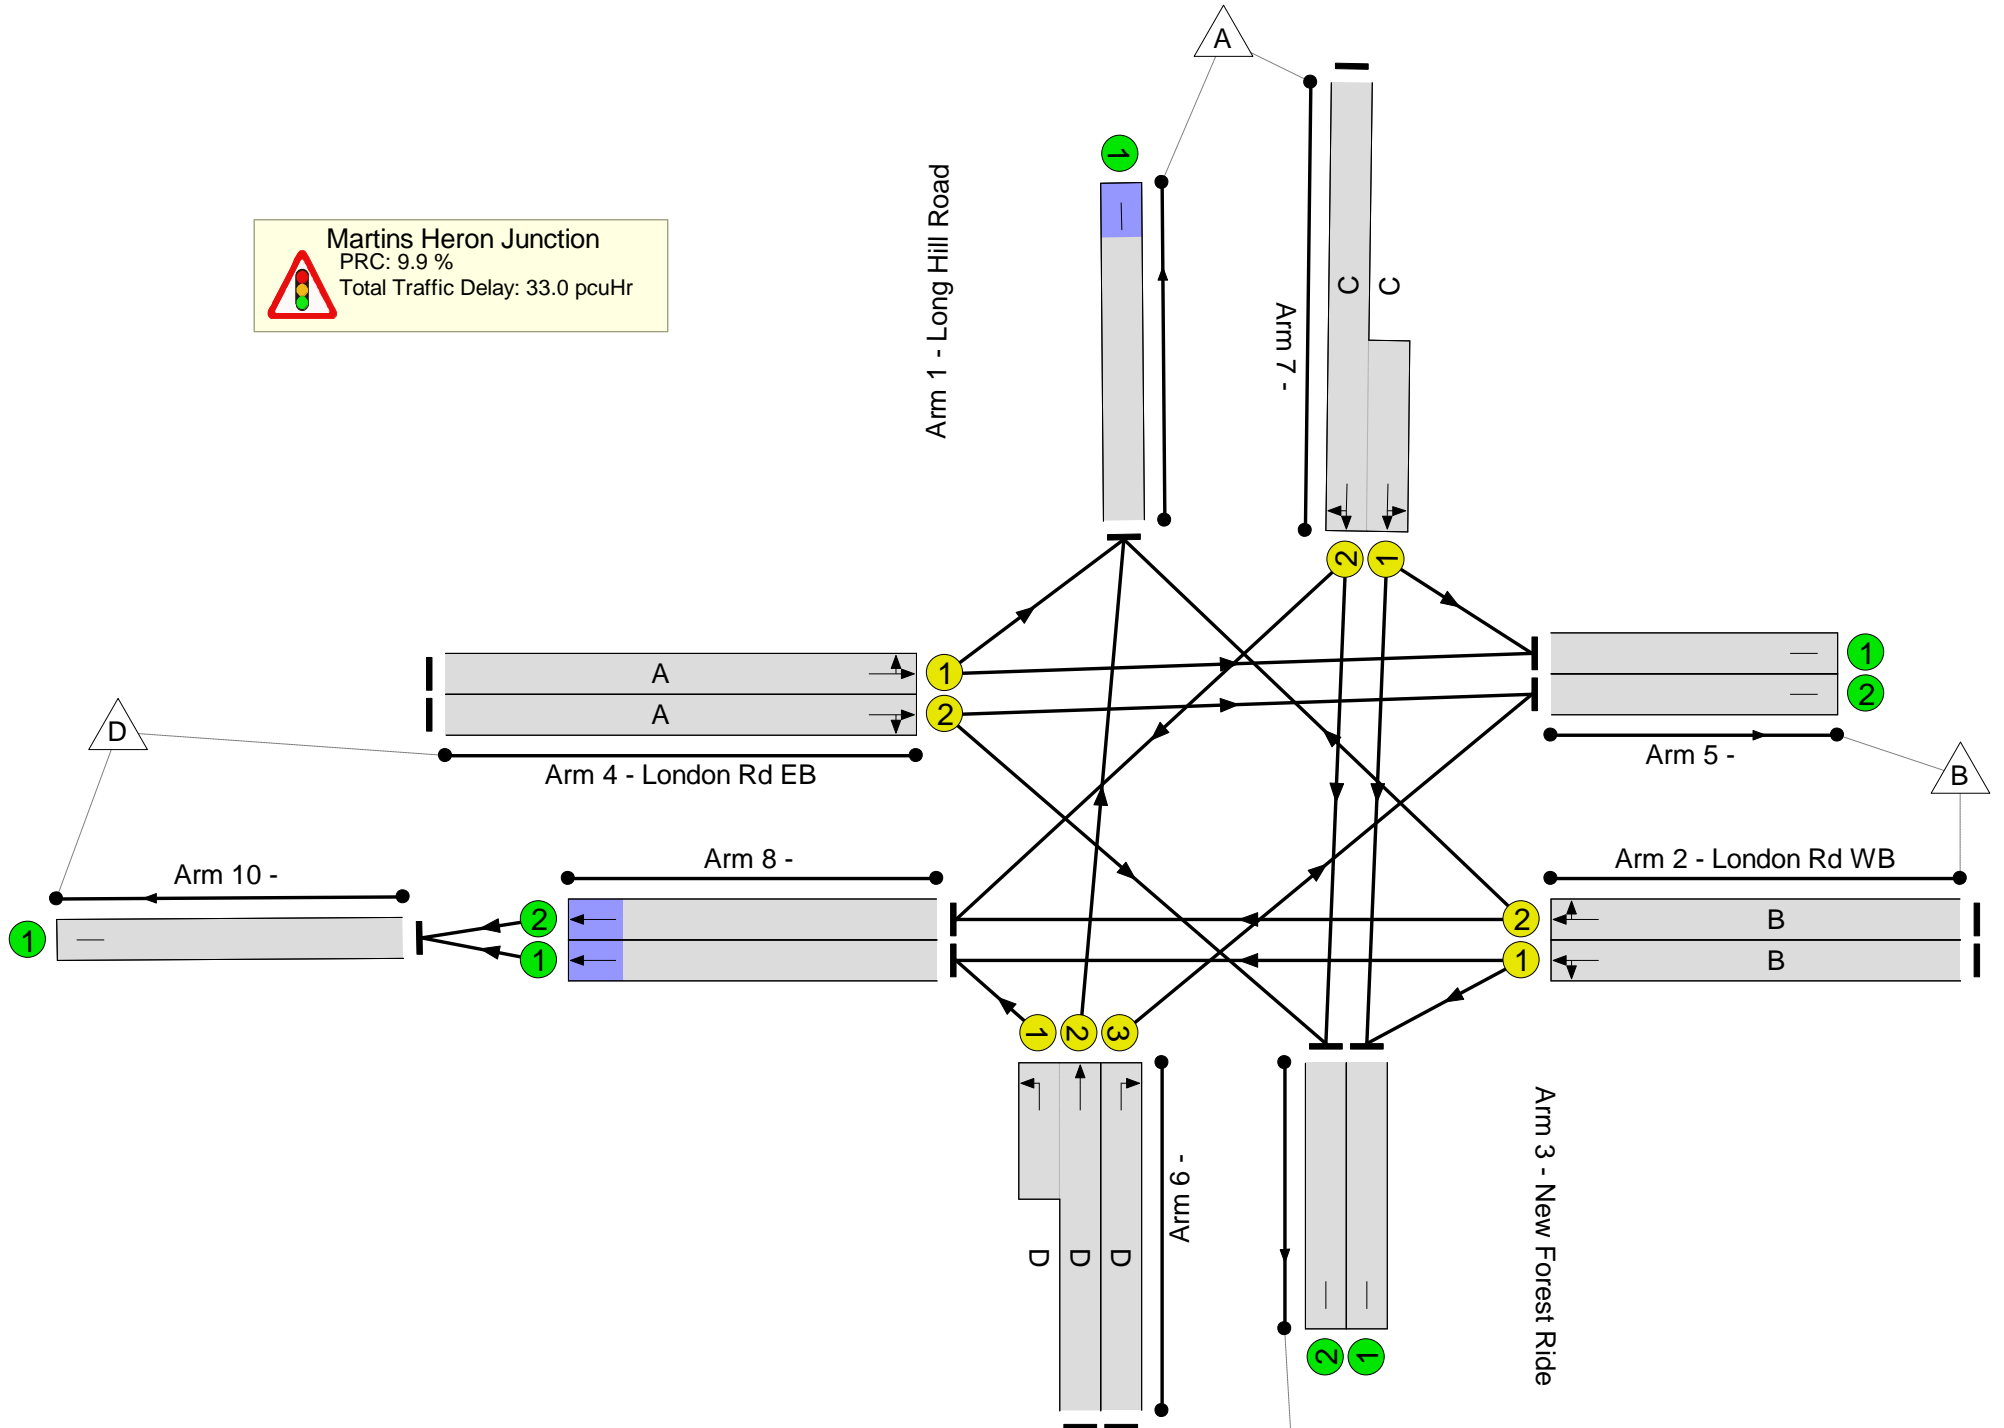 A
1
Arm 1 - Long Hill Road
Martins Heron Junction
PRC: 9.9 %
Total Traffic Delay: 33.0 pcuHr
C
C
Arm 7 -
2
1
A
1
A
2
1
2
D
Arm 4 - London Rd EB
Arm 5 -
B
Arm 10 -
Arm 8 -
Arm 2 - London Rd WB
1
2
1
2
B
1
B
1
2
3
Arm 6 -
Arm 3 - New Forest Ride
D
D
D
2
1